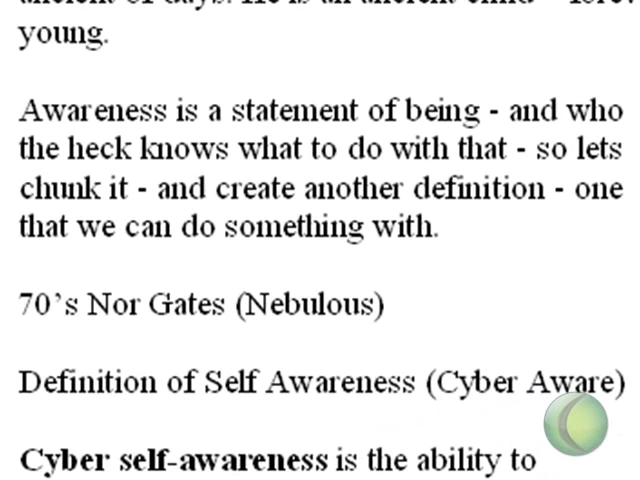 young.
Awareness is a statement of being - and who
the heck knows what to do with that - so lets
chunk it - and create another definition - one
that we can do something with.
70's Nor Gates (Nebulous)
Definition of Self Awareness (Cyber Aware)
Cyber self-awareness is the ability to